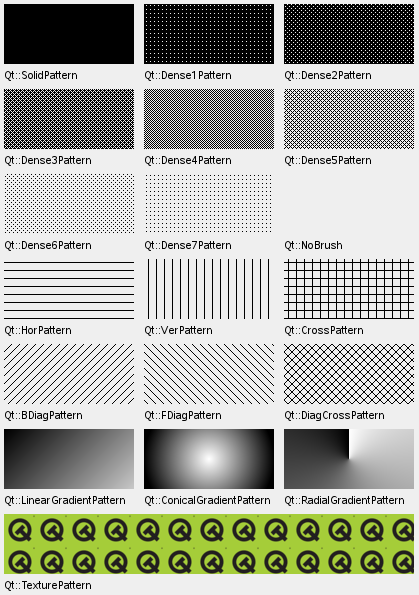 Qt::SolidPattern Qt::Dense1Pattern Qt::Dense2Pattern
Qt::Dense3Pattern Qt::Dense4Pattern Qt::Dense5Pattern
Qt::Dense6Pattern Qt::Dense7Pattern Qt::NoBrush
Qt::HorPattern Qt::VerPattern Qt::CrossPattern
Qt::BDiagPattern Qt::FDiagPattern Qt::DiagCrossPattern
Qt::LinearGradientPattern Qt::ConicalGradientPattern Qt::RadialGradientPattern
Qt::TexturePattern